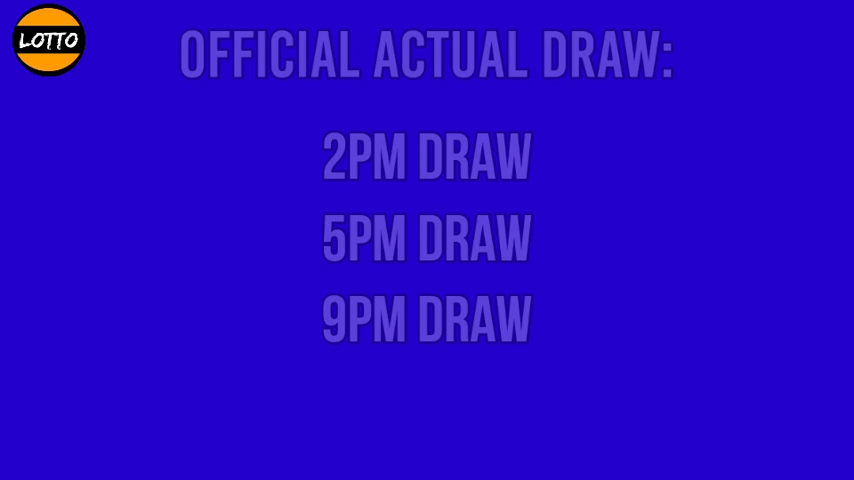 LOTTO
OFFICIAL ACTUAL DRAW:
2PM DRAW
5PM DRAW
9PM DRAW